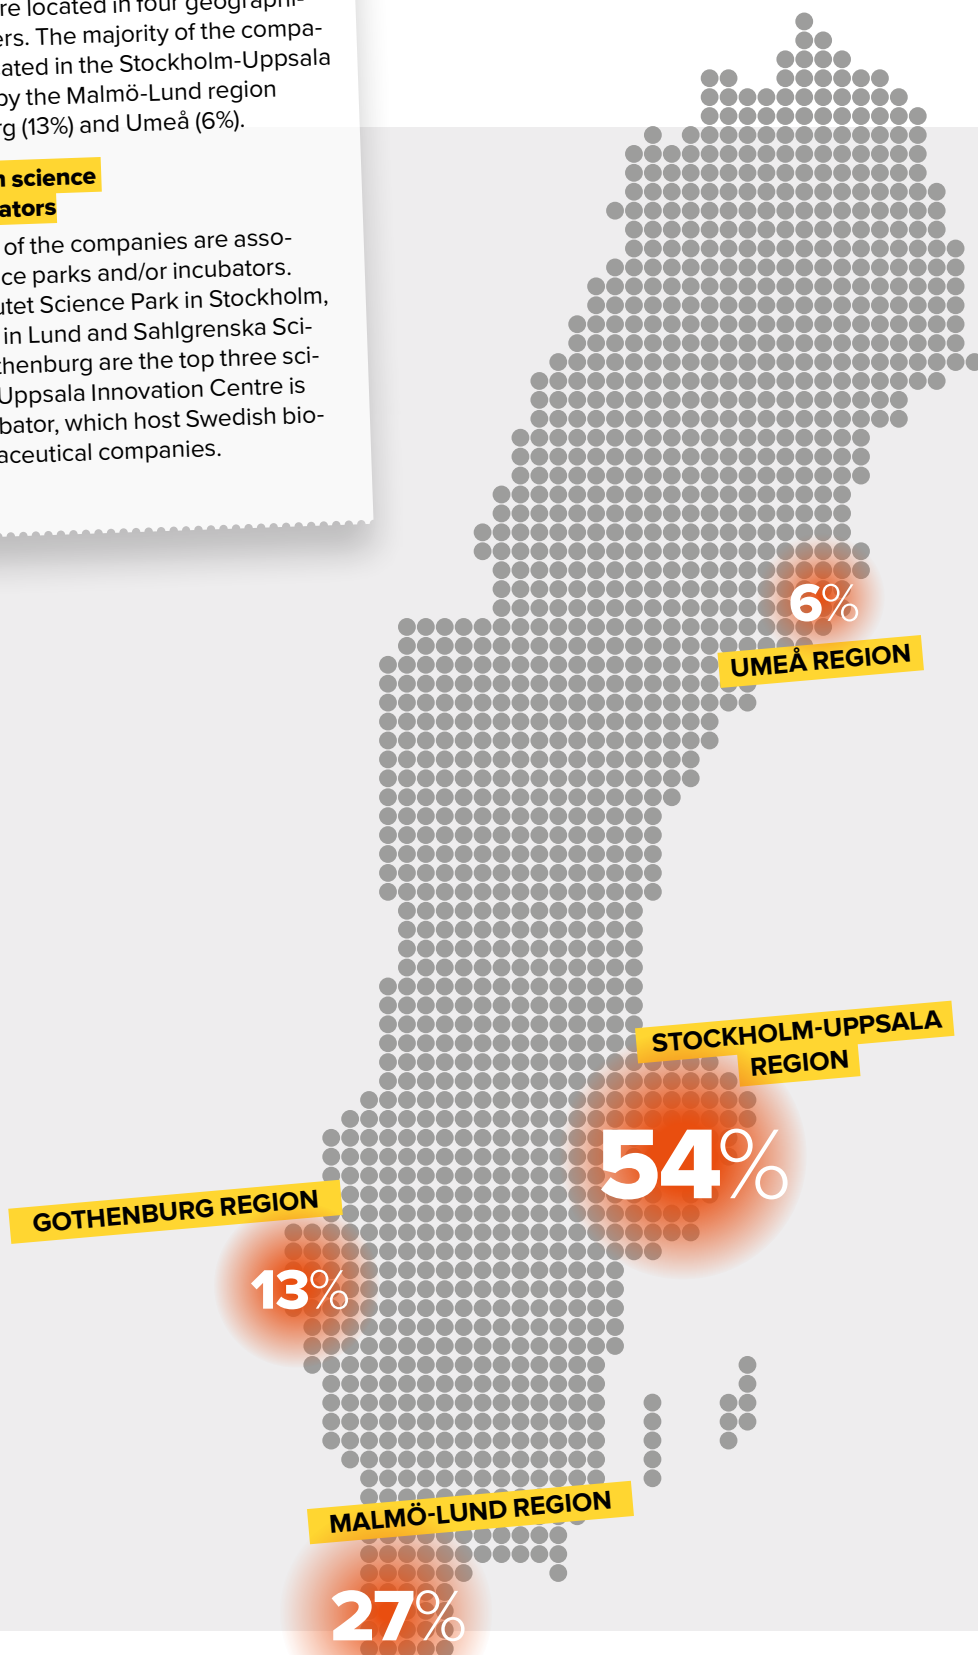 re located in four geographi-
ers. The majority of the compa-
ated in the Stockholm-Uppsala
by the Malmö-Lund region
rg (13%) and Umeå (6%).
n science
ators
of the companies are asso-
ce parks and/or incubators.
utet Science Park in Stockholm,
in Lund and Sahlgrenska Sci-
thenburg are the top three sci-
Uppsala Innovation Centre is
bator, which host Swedish bio-
aceutical companies.
6%
UMEÅ REGION
STOCKHOLM-UPPSALA
REGION
54%
GOTHENBURG REGION
13%
MALMÖ-LUND REGION
27%